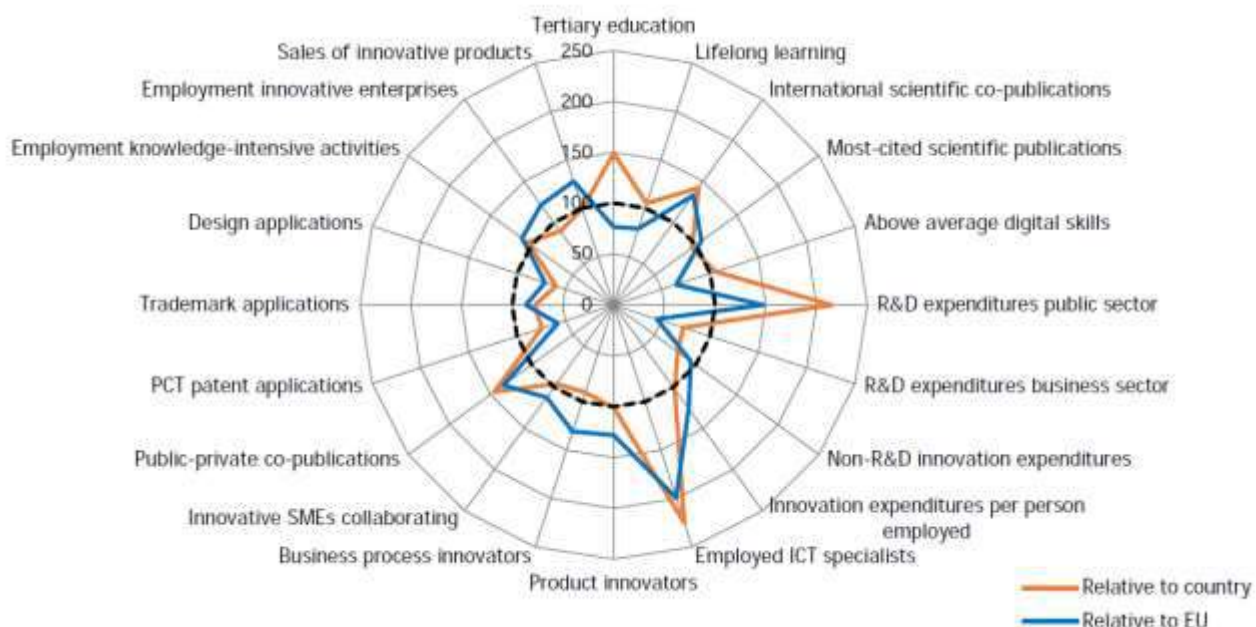 Tertiary education
250
Sales of innovative products
Lifelong learning
200
Employment innovative enterprises
International scientific co-publications
150
Employment knowledge-intensive activities
Most-cited scientific publications
100
Design applications
Above average digital skills
50
Trademark applications
0
R&D expenditures public sector
PCT patent applications
R&D expenditures business sector
Public-private co-publications
Non-R&D innovation expenditures
Innovative SMEs collaborating
Innovation expenditures per person
employed
Business process innovators
Employed ICT specialists
Product innovators
Relative to country
Relative to EU